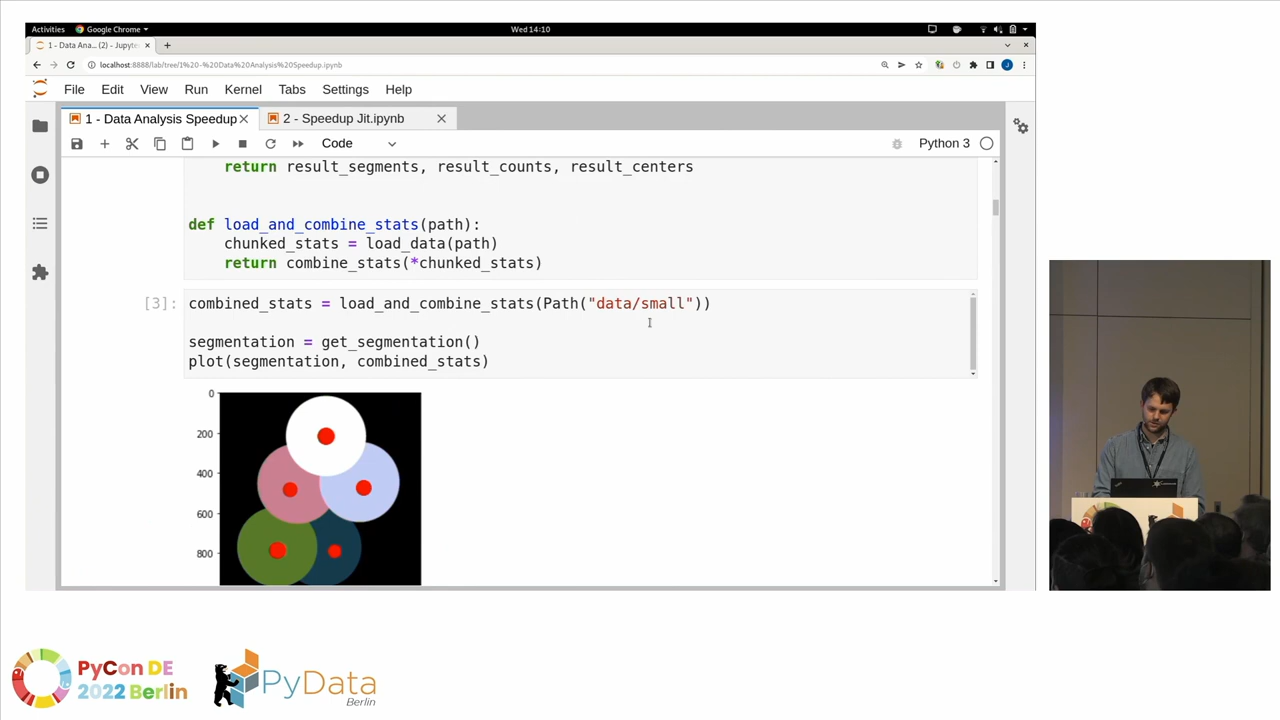 Activities
Google Chrome
Wed 14:10
1 - Data Ana... (2) - Jupyte
localhost:8888/lab/tree/1%20-%20Data%20Analysis%20Speedup.ipynb
File Edit View Run Kernel Tabs Settings Help
1 - Data Analysis Speedup
2 - Speedup Jit.ipynb
Code
Python 3
return result_segments, result_counts, result_centers
def load_and_combine_stats(path):
chunked_stats = load_data(path)
return combine_stats(*chunked_stats)
[3]:
combined_stats = load_and_combine_stats(Path("data/small"))
segmentation = get_segmentation()
plot(segmentation, combined_stats)
0
200
400
600
800
PyCon DE
2022 Berlin
PyData
Berlin